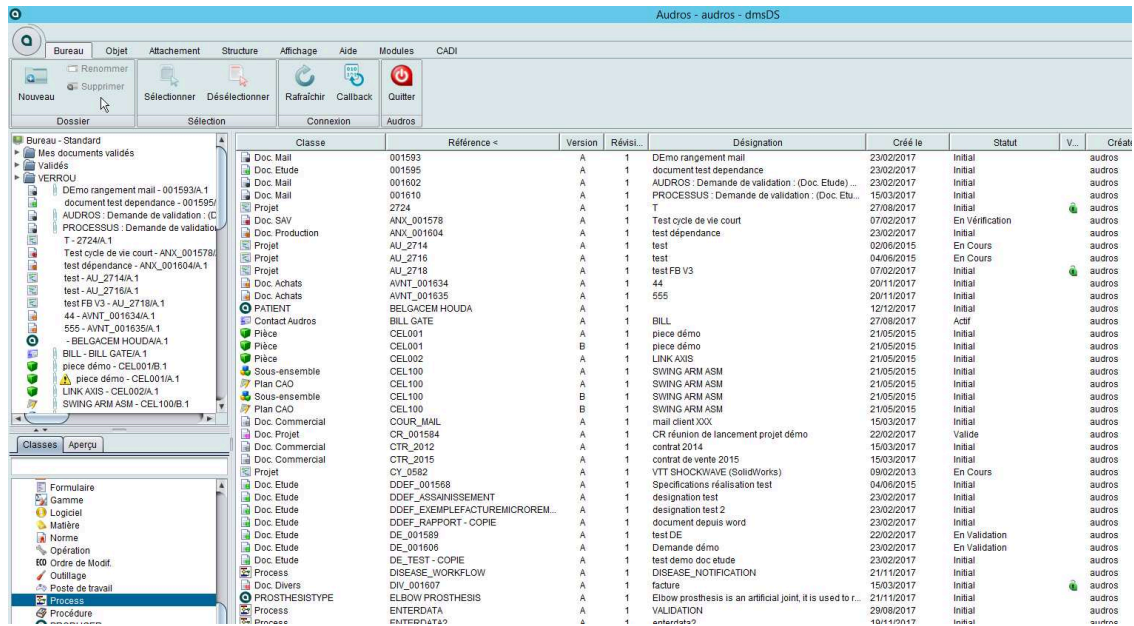 Audros - audros - dmsDS
Bureau Objet Attachement Structure Affichage Aide Modules CADI
Nouveau Renommer Supprimer Sélectionner Désélectionner Rafraîchir Callback Quitter
Dossier Sélection Connexion Audros
Bureau - Standard
Mes documents validés
Validés
VERROU
DEmo rangement mail - 001593/A.1
document test dependance - 001595/
AUDROS : Demande de validation : (D
PROCESSUS : Demande de validation
T - 2724/A.1
Test cycle de vie court - ANX_001578/
test dépendance - ANX_001604/A.1
test - AU_2714/A.1
test - AU_2716/A.1
test FB V3 - AU_2718/A.1
44 - AVNT_001634/A.1
555 - AVNT_001635/A.1
- BELGACEM HOUDA/A.1
BILL - BILL GATE/A.1
piece démo - CEL001/B.1
piece démo - CEL001/A.1
LINK AXIS - CEL002/A.1
SWING ARM ASM - CEL100/B.1
Classes Aperçu
Formulaire
Gamme
Logiciel
Matière
Norme
Opération
ECO Ordre de Modif.
Outillage
Poste de travail
Process
Procédure
PRODUCER
Classe Référence < Version Révisi... Désignation Créé le Statut V... Créate
Doc. Mail 001593 A 1 DEmo rangement mail 23/02/2017 Initial audros
Doc. Etude 001595 A 1 document test dependance 23/02/2017 Initial audros
Doc. Mail 001602 A 1 AUDROS : Demande de validation : (Doc. Etude) ... 23/02/2017 Initial audros
Doc. Mail 001610 A 1 PROCESSUS : Demande de validation : (Doc. Etu... 15/03/2017 Initial audros
Projet 2724 A 1 T 27/08/2017 Initial audros
Doc. SAV ANX_001578 A 1 Test cycle de vie court 07/02/2017 En Vérification audros
Doc. Production ANX_001604 A 1 test dépendance 23/02/2017 Initial audros
Projet AU_2714 A 1 test 02/06/2015 En Cours audros
Projet AU_2716 A 1 test 04/06/2015 En Cours audros
Projet AU_2718 A 1 test FB V3 07/02/2017 Initial audros
Doc. Achats AVNT_001634 A 1 44 20/11/2017 Initial audros
Doc. Achats AVNT_001635 A 1 555 20/11/2017 Initial audros
PATIENT BELGACEM HOUDA A 1 12/12/2017 Initial audros
Contact Audros BILL GATE A 1 BILL 27/08/2017 Actif audros
Pièce CEL001 A 1 piece démo 21/05/2015 Initial audros
Pièce CEL001 B 1 piece démo 21/05/2015 Initial audros
Pièce CEL002 A 1 LINK AXIS 21/05/2015 Initial audros
Sous-ensemble CEL100 A 1 SWING ARM ASM 21/05/2015 Initial audros
Plan CAO CEL100 A 1 SWING ARM ASM 21/05/2015 Initial audros
Sous-ensemble CEL100 B 1 SWING ARM ASM 21/05/2015 Initial audros
Plan CAO CEL100 B 1 SWING ARM ASM 21/05/2015 Initial audros
Doc. Commercial COUR_MAIL A 1 mail client XXX 15/03/2017 Initial audros
Doc. Projet CR_001584 A 1 CR réunion de lancement projet démo 22/02/2017 Valide audros
Doc. Commercial CTR_2012 A 1 contrat 2014 15/03/2017 Initial audros
Doc. Commercial CTR_2015 A 1 contrat de vente 2015 15/03/2017 Initial audros
Projet CY_0582 A 1 VTT SHOCKWAVE (SolidWorks) 09/02/2013 En Cours audros
Doc. Etude DDEF_001568 A 1 Specifications réalisation test 04/06/2015 Initial audros
Doc. Etude DDEF_ASSAINISSEMENT A 1 designation test 23/02/2017 Initial audros
Doc. Etude DDEF_EXEMPLEFACTUREMICROREM... A 1 designation test 2 23/02/2017 Initial audros
Doc. Etude DDEF_RAPPORT - COPIE A 1 document depuis word 23/02/2017 Initial audros
Doc. Etude DE_001589 A 1 test DE 22/02/2017 En Validation audros
Doc. Etude DE_001606 A 1 Demande démo 23/02/2017 En Validation audros
Doc. Etude DE_TEST - COPIE A 1 test demo doc etude 23/02/2017 Initial audros
Process DISEASE_WORKFLOW A 1 DISEASE_NOTIFICATION 21/11/2017 Initial audros
Doc. Divers DIV_001607 A 1 facture 15/03/2017 Initial audros
PROSTHESISTYPE ELBOW PROSTHESIS A 1 Elbow prosthesis is an artificial joint, it is used to r... 21/11/2017 Initial audros
Process ENTERDATA A 1 VALIDATION 29/08/2017 Initial audros
Process ENTERDATA2 A 1 enterdata2 19/11/2017 Initial audros